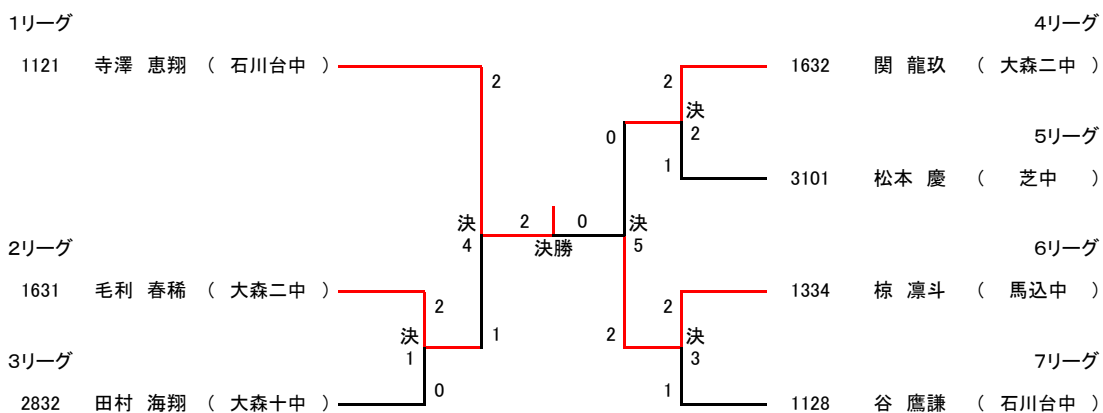 1リーグ
4リーグ
1121 寺澤 恵翔 ( 石川台中 )
2
2
1632 関 龍玖 ( 大森二中 )
決
2
0
5リーグ
1
3101 松本 慶 ( 芝中 )
決
4
2
0
決
5
決勝
2リーグ
6リーグ
1631 毛利 春稀 ( 大森二中 )
2
2
1334 椋 凛斗 ( 馬込中 )
決
1
1
2
決
3
3リーグ
7リーグ
2832 田村 海翔 ( 大森十中 )
0
1
1128 谷 鷹謙 ( 石川台中 )